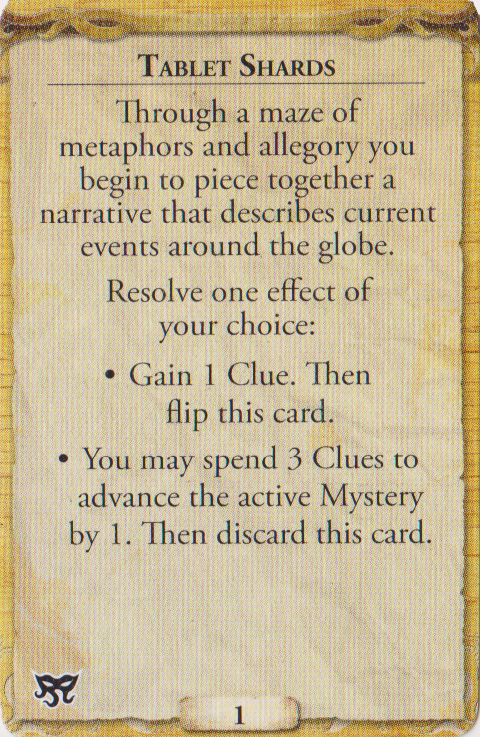 TABLET SHARDS
Through a maze of
metaphors and allegory you
begin to piece together a
narrative that describes current
events around the globe.
Resolve one effect of
your choice:
• Gain 1 Clue. Then
flip this card.
• You may spend 3 Clues to
advance the active Mystery
by 1. Then discard this card.
1